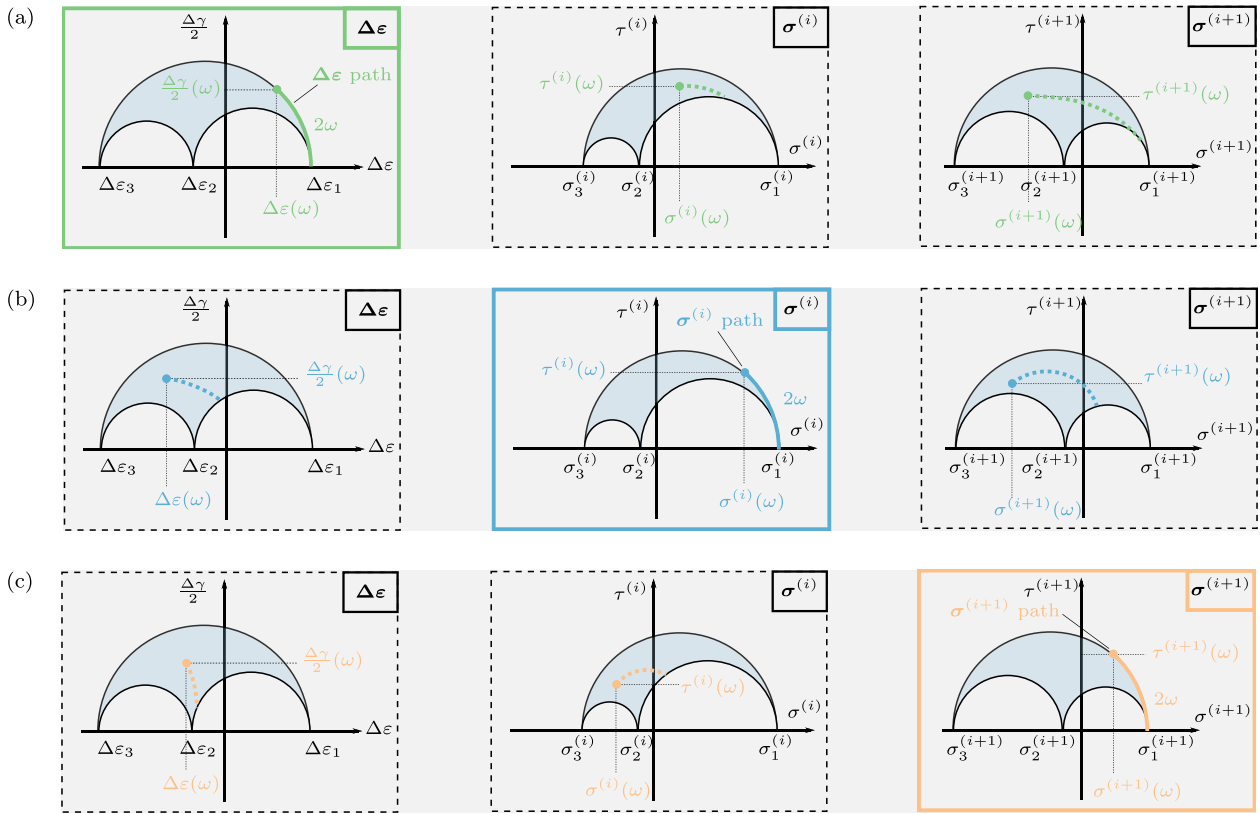 (a)
Δγ/2
Δε
τ^(i)
σ^(i)
τ^(i+1)
σ^(i+1)
Δγ/2(ω)
Δε path
2ω
Δε
Δε₃
Δε₂
Δε₁
Δε(ω)
τ^(i)(ω)
σ^(i)
σ₃^(i)
σ₂^(i)
σ₁^(i)
σ^(i)(ω)
τ^(i+1)(ω)
σ^(i+1)
σ₃^(i+1)
σ₂^(i+1)
σ₁^(i+1)
σ^(i+1)(ω)
(b)
Δγ/2
Δε
τ^(i)
σ^(i)
τ^(i+1)
σ^(i+1)
Δγ/2(ω)
Δε
Δε₃
Δε₂
Δε₁
Δε(ω)
σ^(i) path
τ^(i)(ω)
2ω
σ^(i)
σ₃^(i)
σ₂^(i)
σ₁^(i)
σ^(i)(ω)
τ^(i+1)(ω)
σ^(i+1)
σ₃^(i+1)
σ₂^(i+1)
σ₁^(i+1)
σ^(i+1)(ω)
(c)
Δγ/2
Δε
τ^(i)
σ^(i)
τ^(i+1)
σ^(i+1)
Δγ/2(ω)
Δε
Δε₃
Δε₂
Δε₁
Δε(ω)
τ^(i)(ω)
σ^(i)
σ₃^(i)
σ₂^(i)
σ₁^(i)
σ^(i)(ω)
σ^(i+1) path
τ^(i+1)(ω)
2ω
σ^(i+1)
σ₃^(i+1)
σ₂^(i+1)
σ₁^(i+1)
σ^(i+1)(ω)